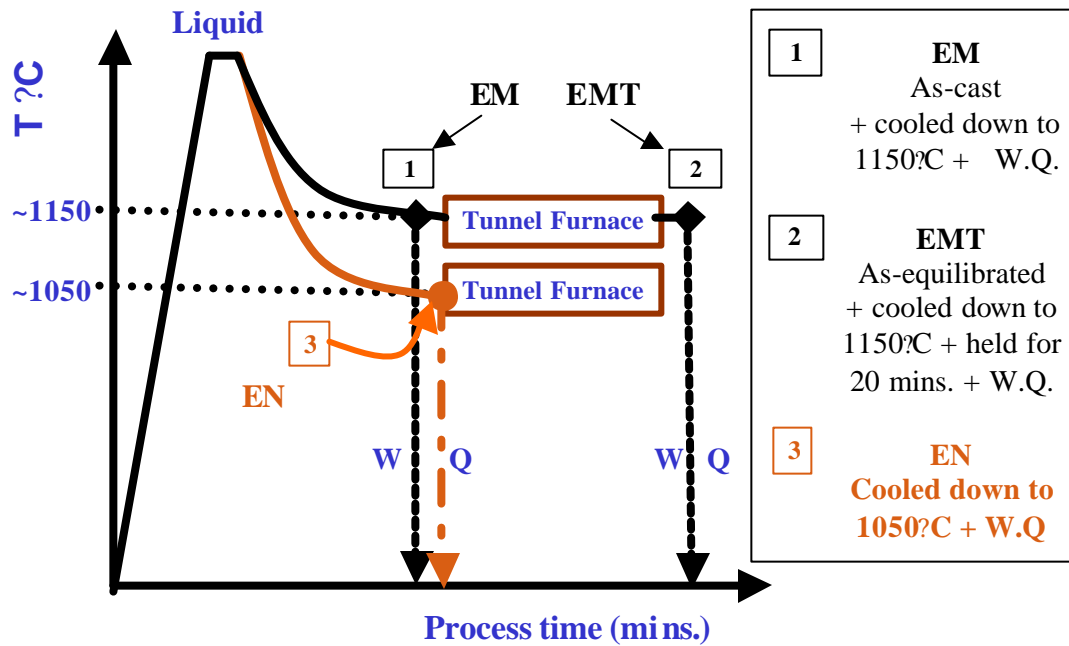 Liquid
T ?C
EM
EMT
1
2
~1150
Tunnel Furnace
~1050
Tunnel Furnace
3
EN
W Q
W Q
Process time (mins.)
1
EM
As-cast
+ cooled down to
1150?C + W.Q.
2
EMT
As-equilibrated
+ cooled down to
1150?C + held for
20 mins. + W.Q.
3
EN
Cooled down to
1050?C + W.Q